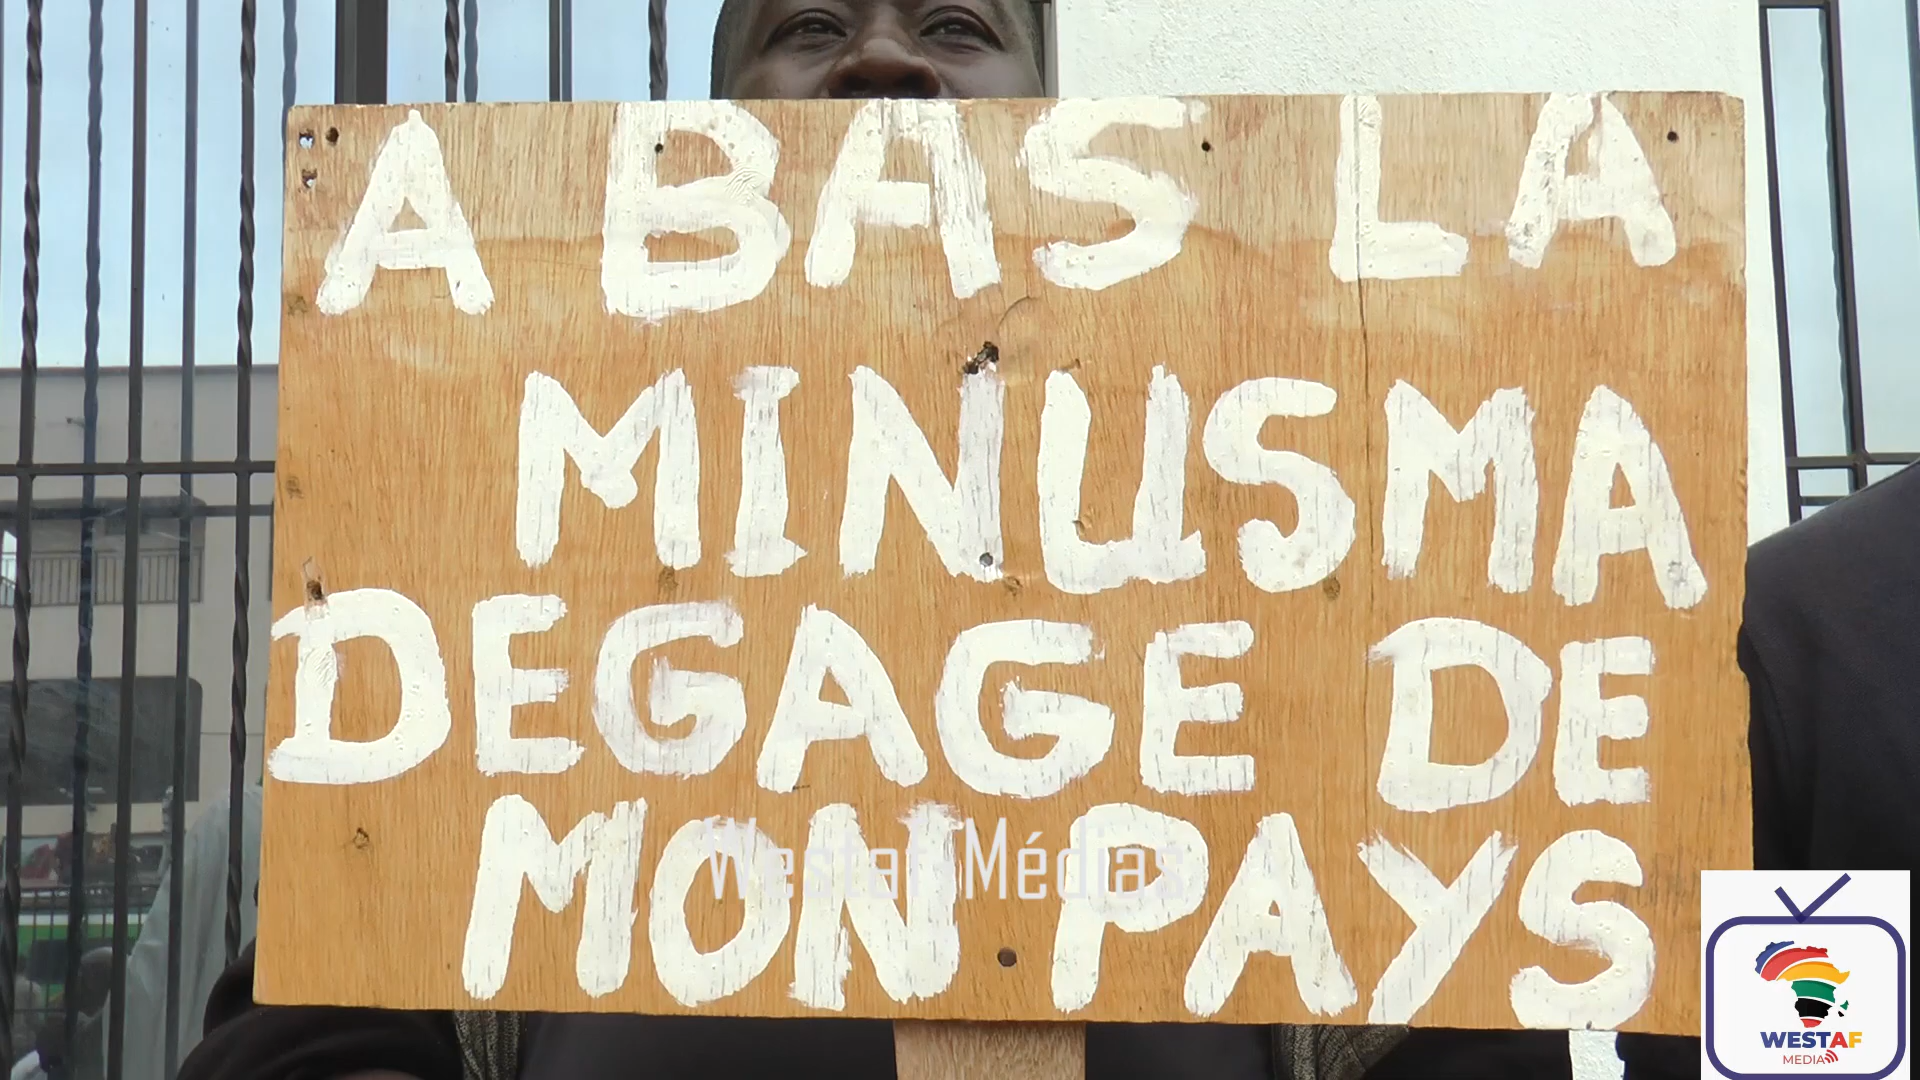 A BAS LA
MINUSMA
DEGAGE DE
MON PAYS
Westaf Médias
WESTAF
MEDIA